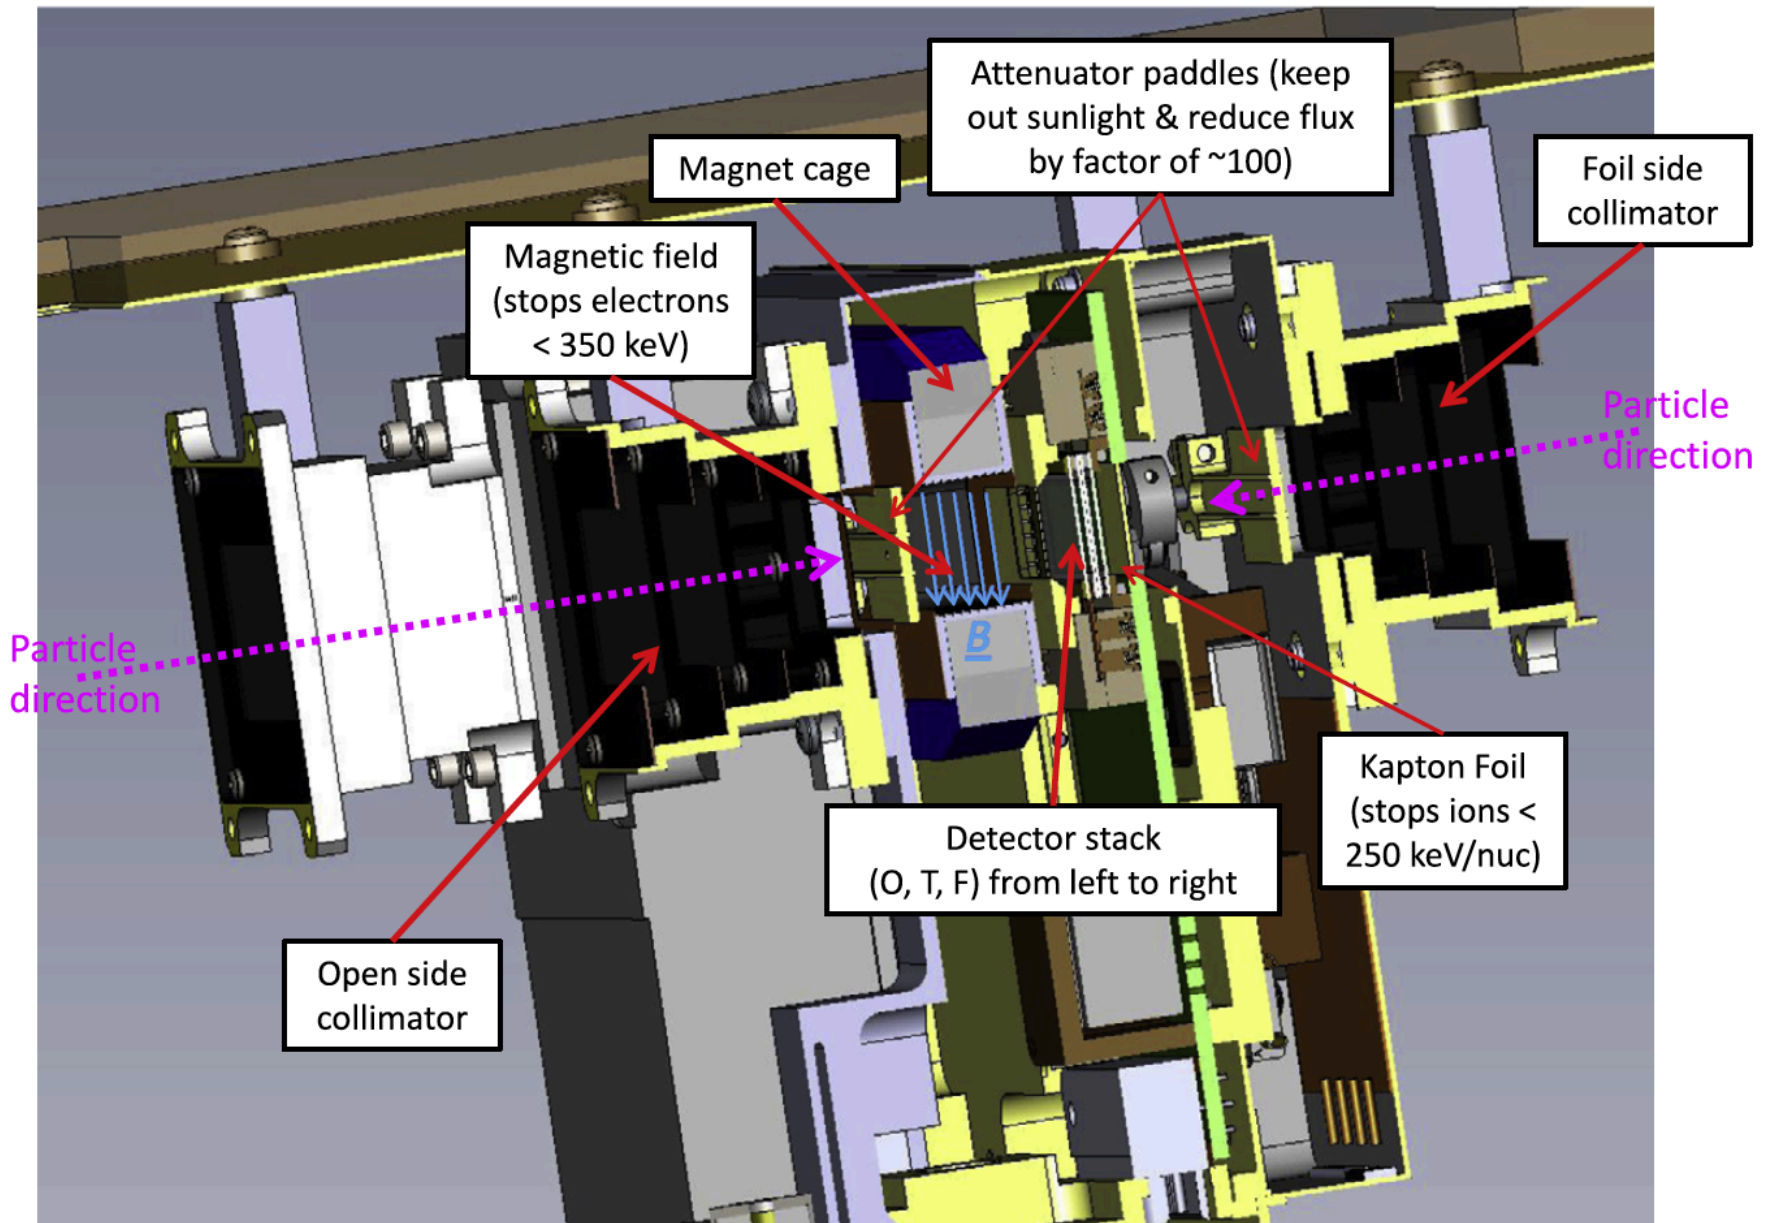 Attenuator paddles (keep
out sunlight & reduce flux
by factor of ~100)
Magnet cage
Foil side
collimator
Magnetic field
(stops electrons
< 350 keV)
Particle
direction
B
Particle
direction
Kapton Foil
(stops ions <
250 keV/nuc)
Detector stack
(O, T, F) from left to right
Open side
collimator